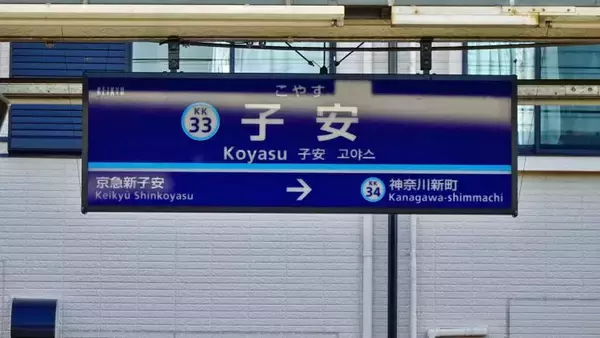 KEIKYU
こやす
KK
33
子安
Koyasu 子安 고야스
京急新子安
Keikyū Shinkoyasu
→
KK
34
神奈川新町
Kanagawa-shimmachi